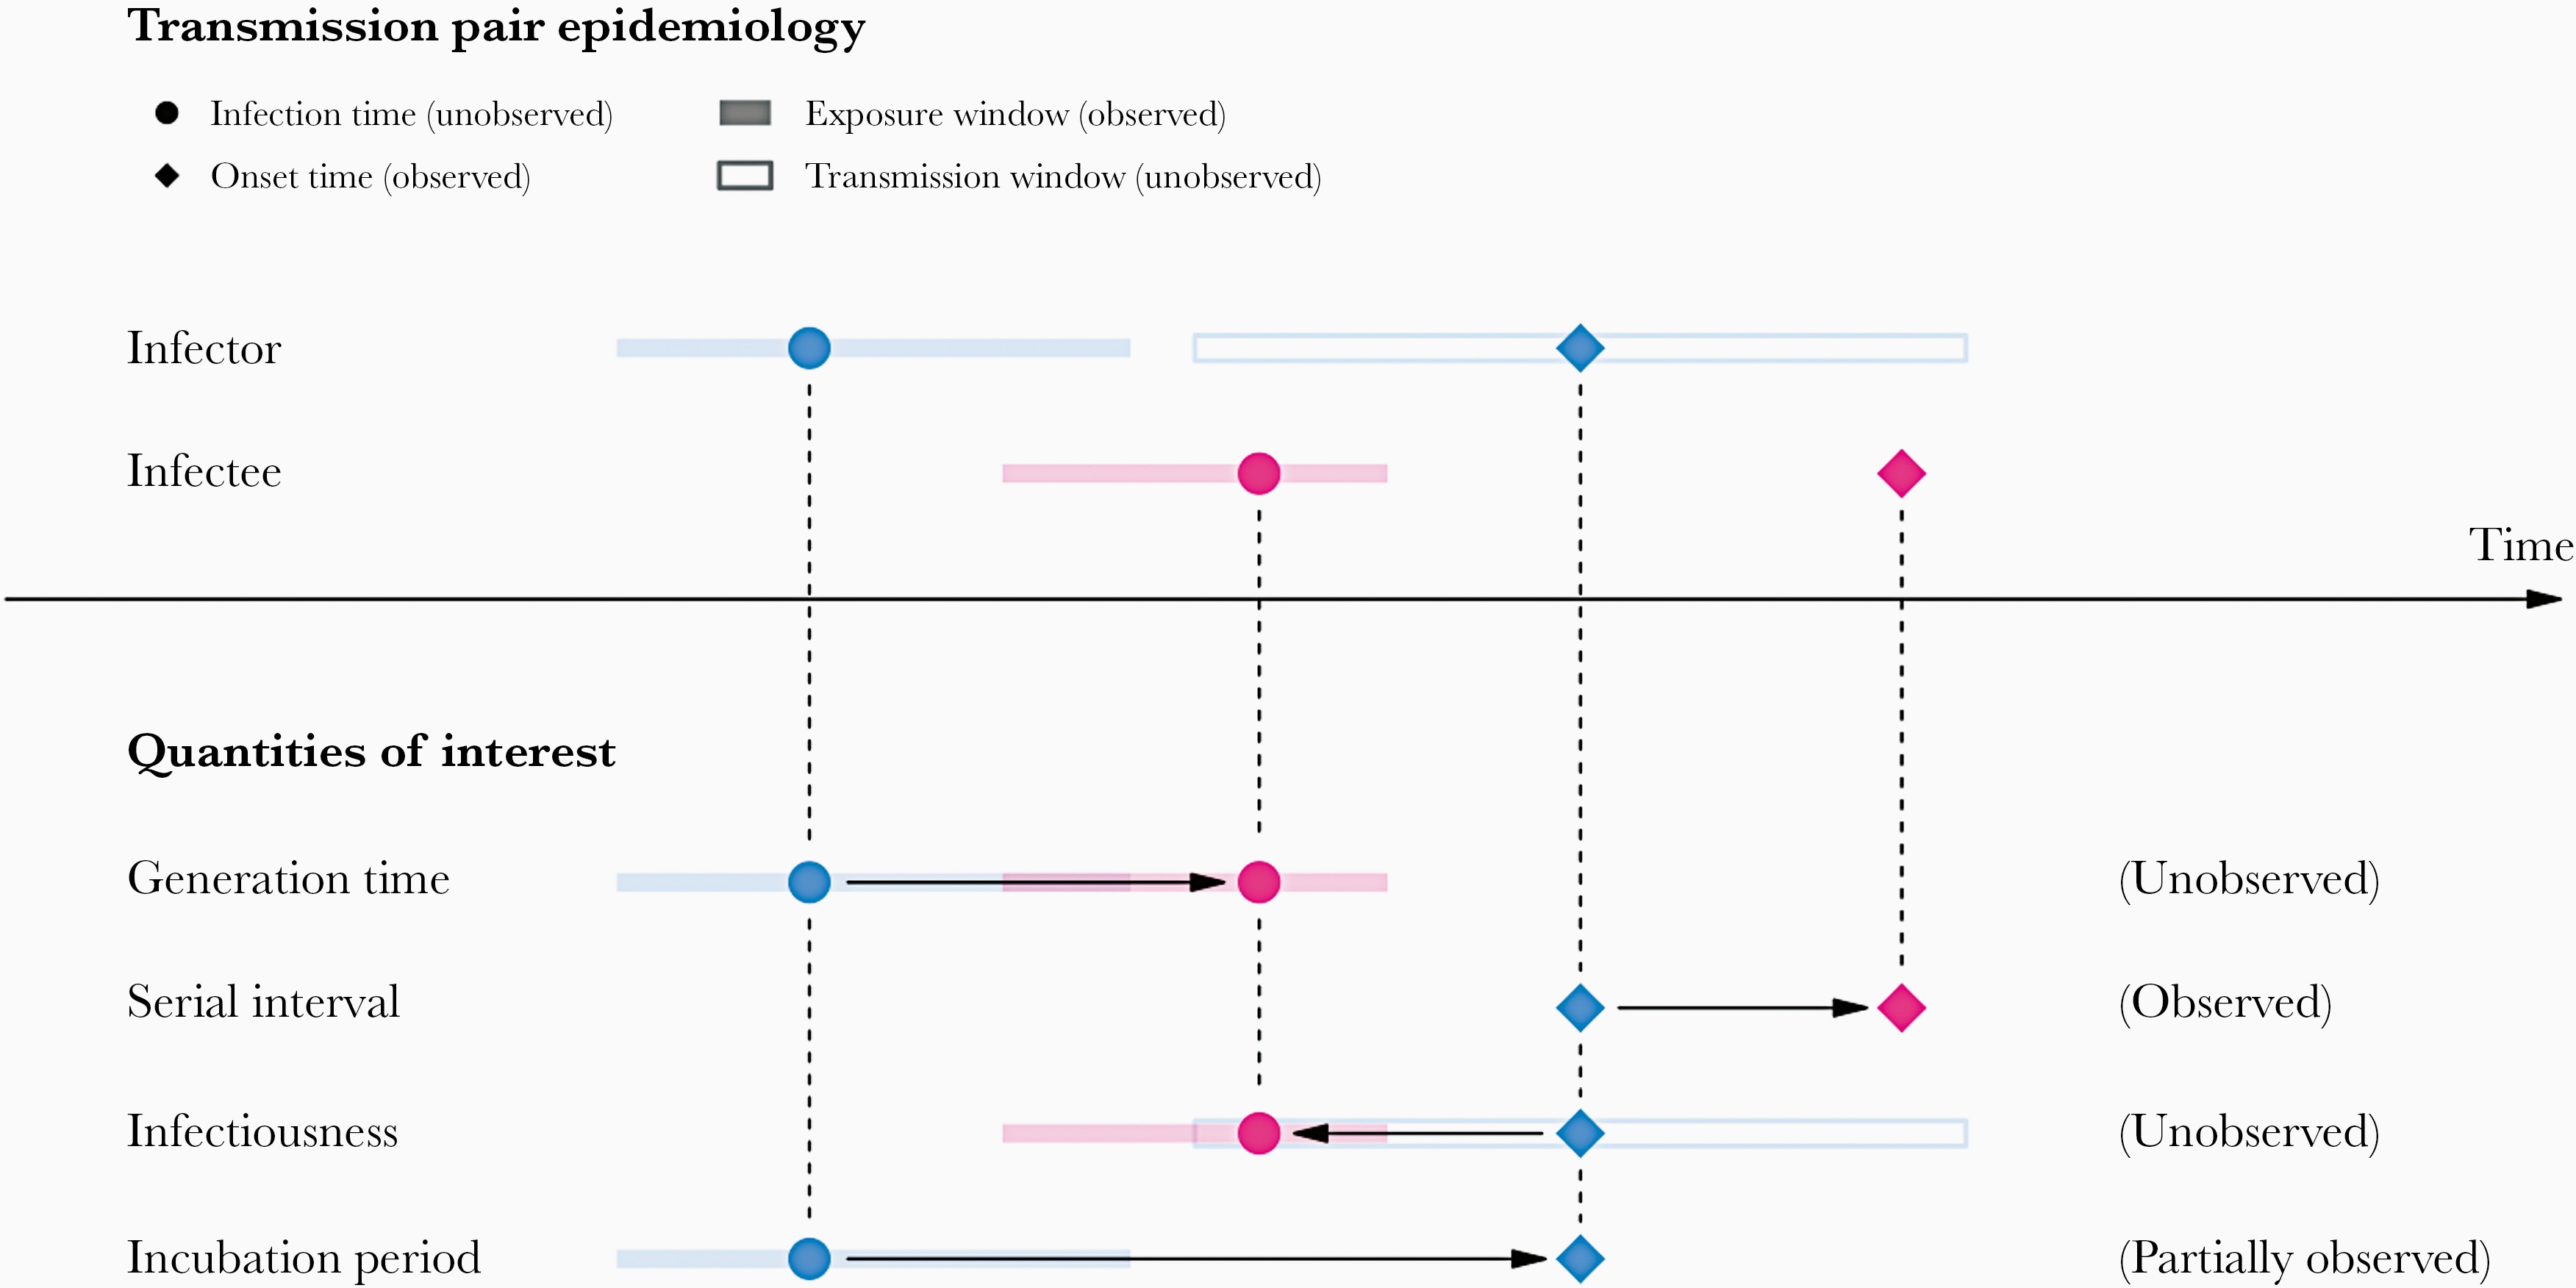 Transmission pair epidemiology
Infection time (unobserved)
Exposure window (observed)
Onset time (observed)
Transmission window (unobserved)
Infector
Infectee
Time
Quantities of interest
Generation time
(Unobserved)
Serial interval
(Observed)
Infectiousness
(Unobserved)
Incubation period
(Partially observed)